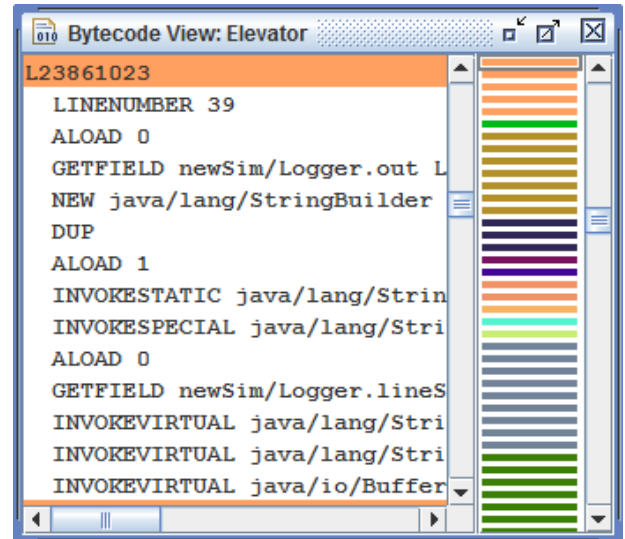 010 Bytecode View: Elevator
L23861023
LINENUMBER 39
ALOAD 0
GETFIELD newSim/Logger.out L
NEW java/lang/StringBuilder
DUP
ALOAD 1
INVOKESTATIC java/lang/Strin
INVOKESPECIAL java/lang/Stri
ALOAD 0
GETFIELD newSim/Logger.lineS
INVOKEVIRTUAL java/lang/Stri
INVOKEVIRTUAL java/lang/Stri
INVOKEVIRTUAL java/io/Buffer